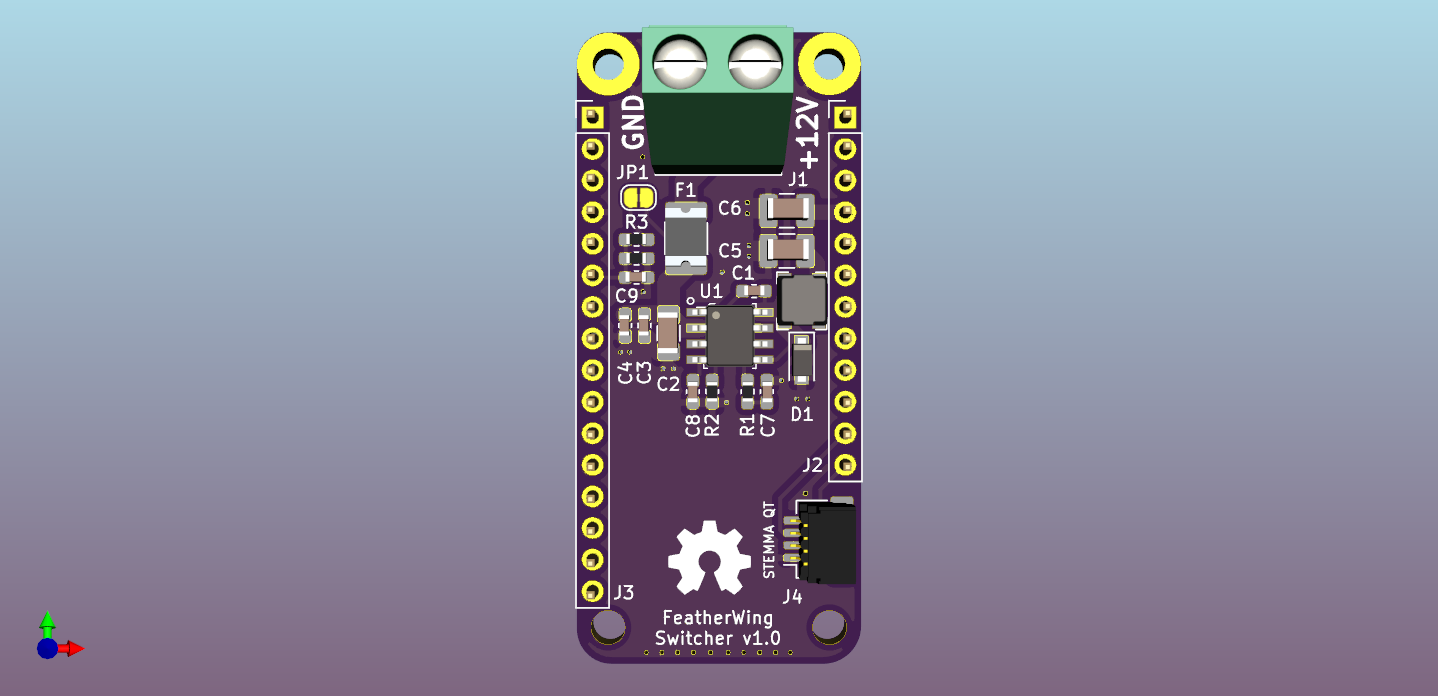 GND
+12V
JP1
F1
J1
C6
R3
C5
C1
C9
U1
C4
C3
C2
D1
C8
R2
R1
C7
J2
STEMMA QT
J4
J3
FeatherWing
Switcher v1.0